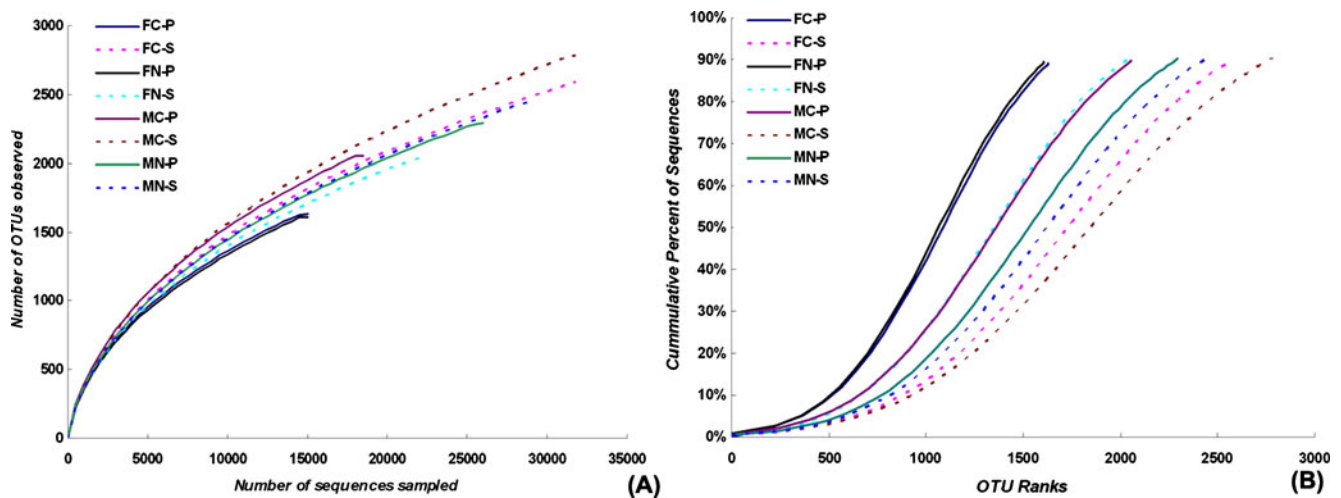 3000
2500
2000
1500
1000
500
0
Number of OTUs observed
FC-P
FC-S
FN-P
FN-S
MC-P
MC-S
MN-P
MN-S
0 5000 10000 15000 20000 25000 30000 35000
Number of sequences sampled
(A)
100%
90%
80%
70%
60%
50%
40%
30%
20%
10%
0%
Cummulative Percent of Sequences
FC-P
FC-S
FN-P
FN-S
MC-P
MC-S
MN-P
MN-S
0 500 1000 1500 2000 2500 3000
OTU Ranks
(B)